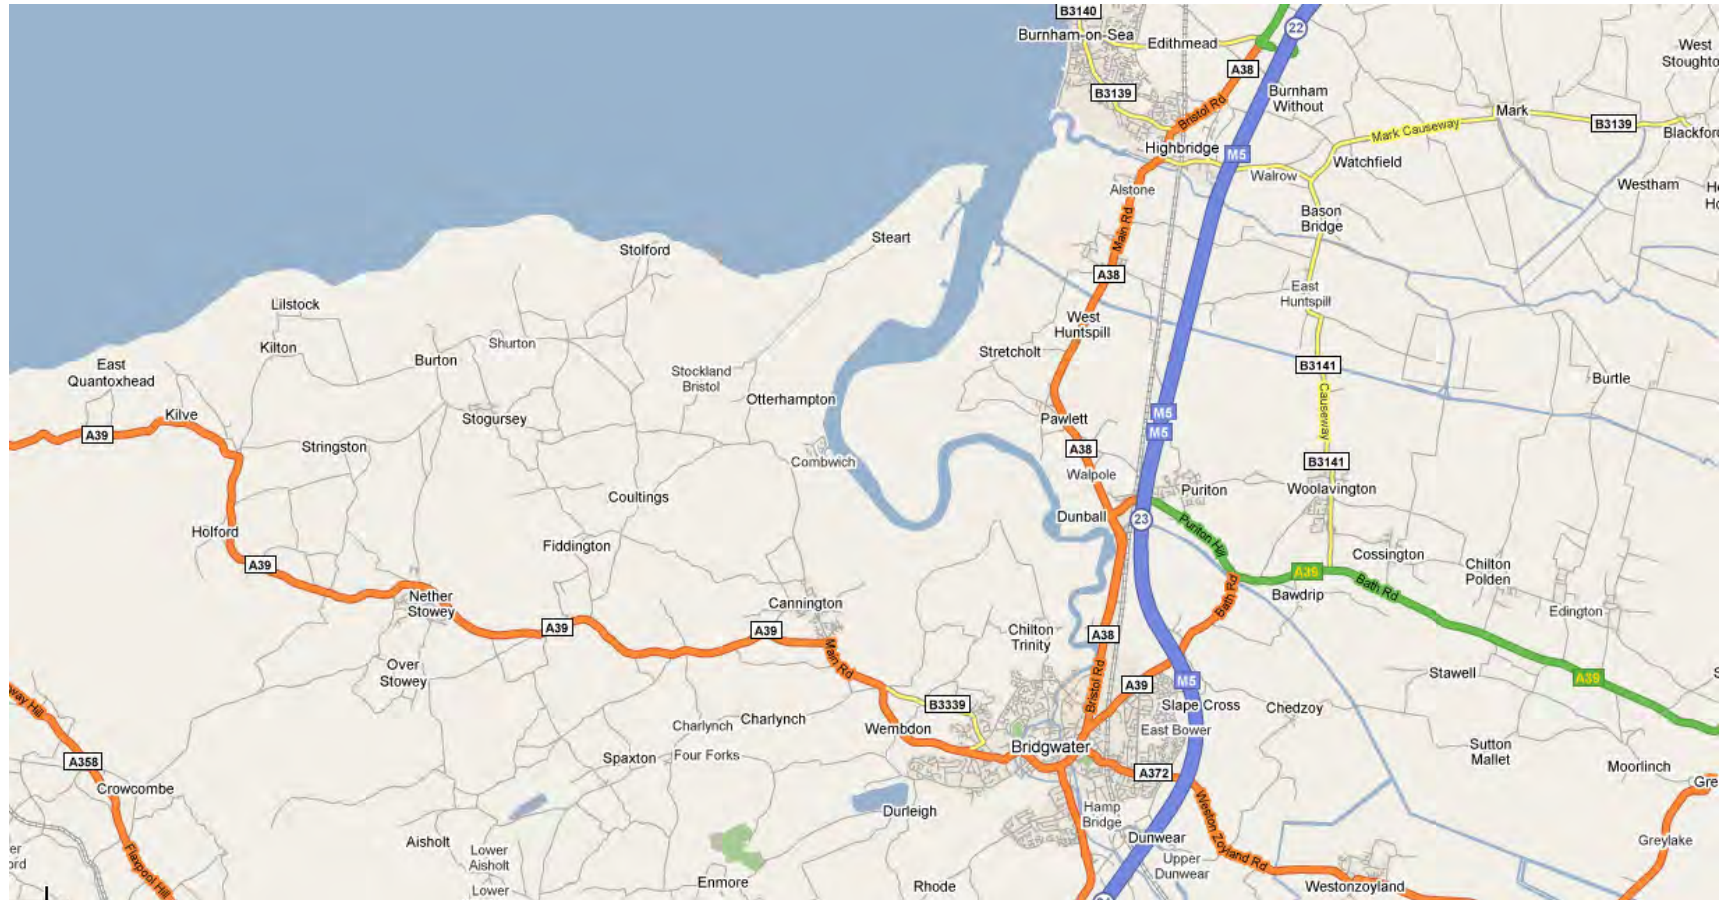 B3140
Burnham-on-Sea
Edithmead
22
West
A38
B3139
Burnham
Without
Bristol Rd
Mark
B3139
Mark Causeway
Highbridge
M5
Watchfield
Walrow
Alstone
Westham
Bason
Bridge
Main Rd
Steart
Stolford
A38
East
Huntspill
Lilstock
West
Huntspill
Kilton
Shurton
Stretcholt
Burton
East
Quantoxhead
Stockland
Bristol
B3141
Burtle
Otterhampton
Causeway
Kilve
Stogursey
M5
M5
Pawlett
A39
Stringston
A38
Combwich
Walpole
B3141
Coultings
Puriton
Woolavington
Dunball
23
Puriton Hill
Holford
Fiddington
Cossington
A39
Chilton
Polden
A39
Bath Rd
Bath Rd
Bawdrip
Nether
Stowey
Cannington
Edington
A39
A39
Chilton
Trinity
A38
Main Rd
Over
Stowey
Stawell
A39
Bristol Rd
A39
M5
Slape Cross
Chedzoy
way Hill
B3339
Charlynch
Charlynch
Wembdon
East Bower
Bridgwater
Sutton
Mallet
Four Forks
Spaxton
A358
A372
Moorlinch
Crowcombe
Weston Zoyland Rd
Durleigh
Hamp
Bridge
Dunwear
Aisholt
Lower
Aisholt
Greylake
Upper
Dunwear
Flaxpool Hill
Lower
Enmore
Rhode
Westonzoyland